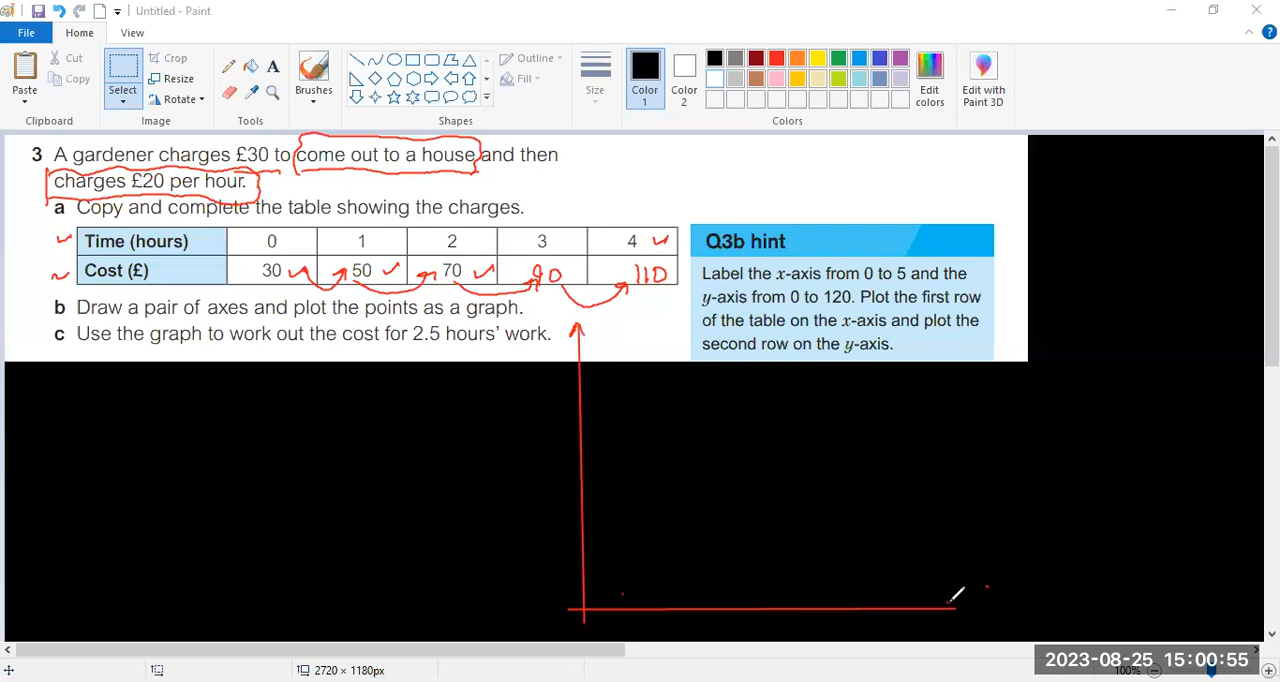 Untitled - Paint
File Home View
Paste
Cut
Copy
Clipboard
Select
Crop
Resize
Rotate
Image
A
Tools
Brushes
Outline
Fill
Shapes
Size
Color 1
Color 2
Edit colors
Colors
Edit with Paint 3D
3 A gardener charges £30 to come out to a house and then
charges £20 per hour.
a Copy and complete the table showing the charges.
Time (hours) 0 1 2 3 4
Cost (£) 30 50 70 90 110
b Draw a pair of axes and plot the points as a graph.
c Use the graph to work out the cost for 2.5 hours' work.
Q3b hint
Label the x-axis from 0 to 5 and the
y-axis from 0 to 120. Plot the first row
of the table on the x-axis and plot the
second row on the y-axis.
2720 × 1180px
100%
2023-08-25 15:00:55